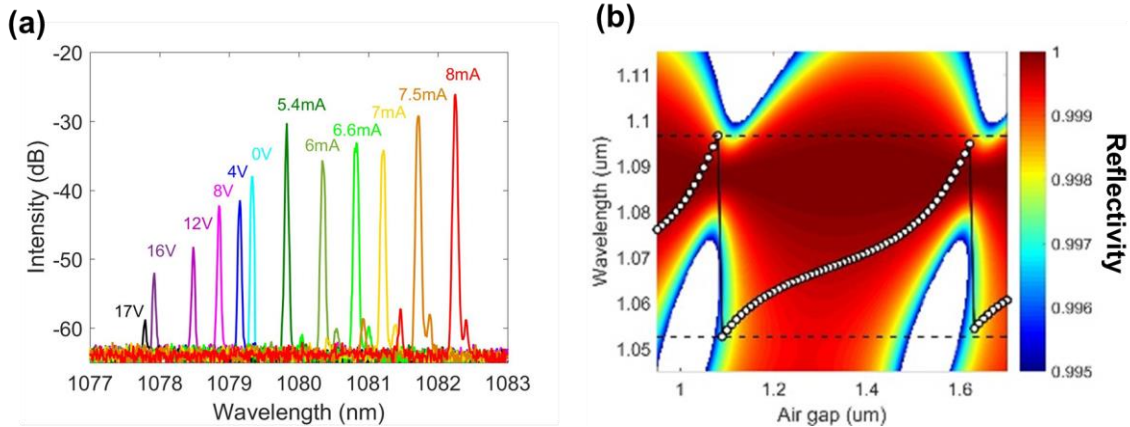 (a)
-20
-30
-40
-50
-60
Intensity (dB)
17V
16V
12V
8V
4V
0V
5.4mA
6mA
6.6mA
7mA
7.5mA
8mA
1077 1078 1079 1080 1081 1082 1083
Wavelength (nm)
(b)
1.11
1.1
1.09
1.08
1.07
1.06
1.05
Wavelength (um)
1 1.2 1.4 1.6
Air gap (um)
1
0.999
0.998
0.997
0.996
0.995
Reflectivity